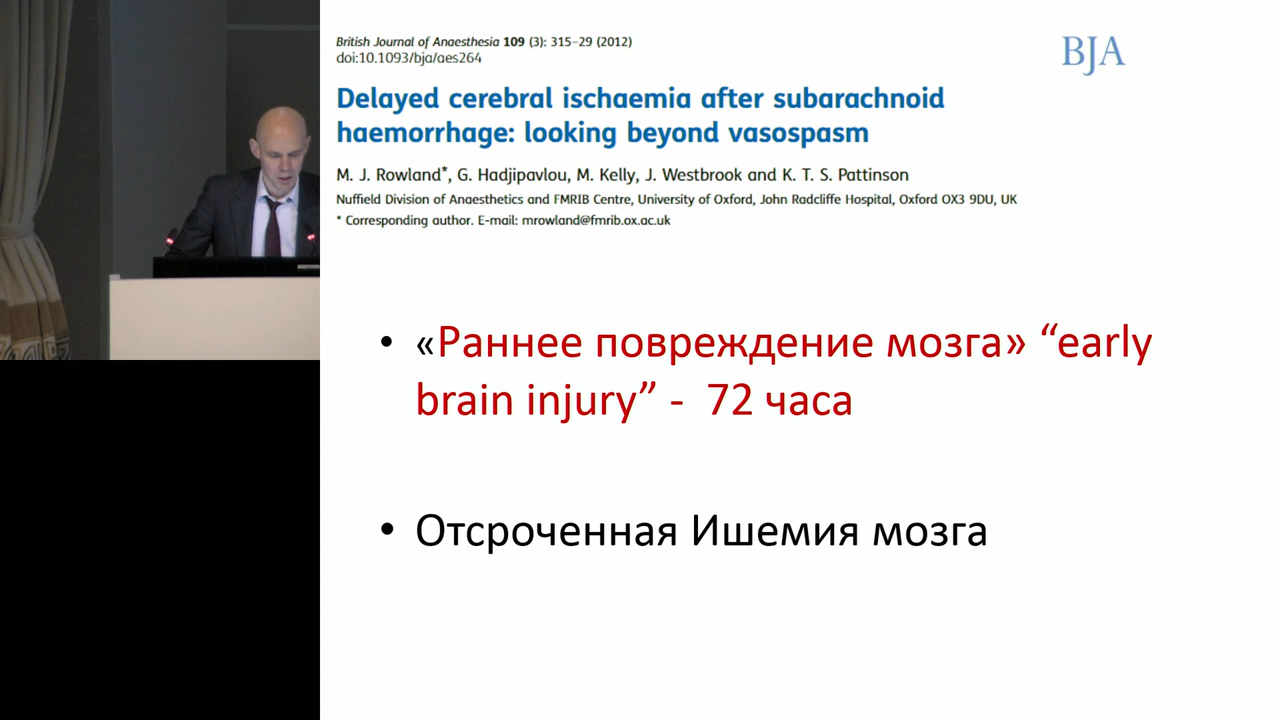 British Journal of Anaesthesia 109 (3): 315–29 (2012)
doi:10.1093/bja/aes264
BJA
Delayed cerebral ischaemia after subarachnoid
haemorrhage: looking beyond vasospasm
M. J. Rowland*, G. Hadjipavlou, M. Kelly, J. Westbrook and K. T. S. Pattinson
Nuffield Division of Anaesthetics and FMRIB Centre, University of Oxford, John Radcliffe Hospital, Oxford OX3 9DU, UK
* Corresponding author. E-mail: mrowland@fmrib.ox.ac.uk
• «Раннее повреждение мозга» “early
brain injury” - 72 часа
• Отсроченная Ишемия мозга